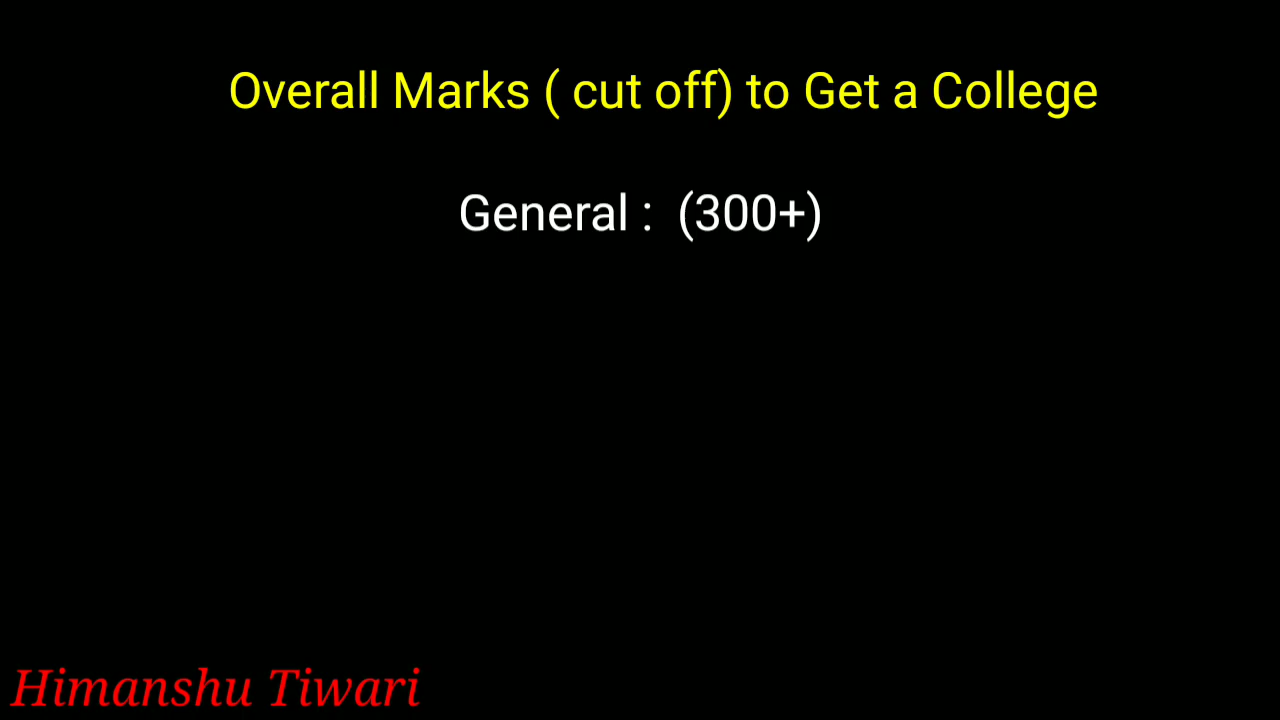 Overall Marks ( cut off) to Get a College
General :  (300+)
Himanshu Tiwari